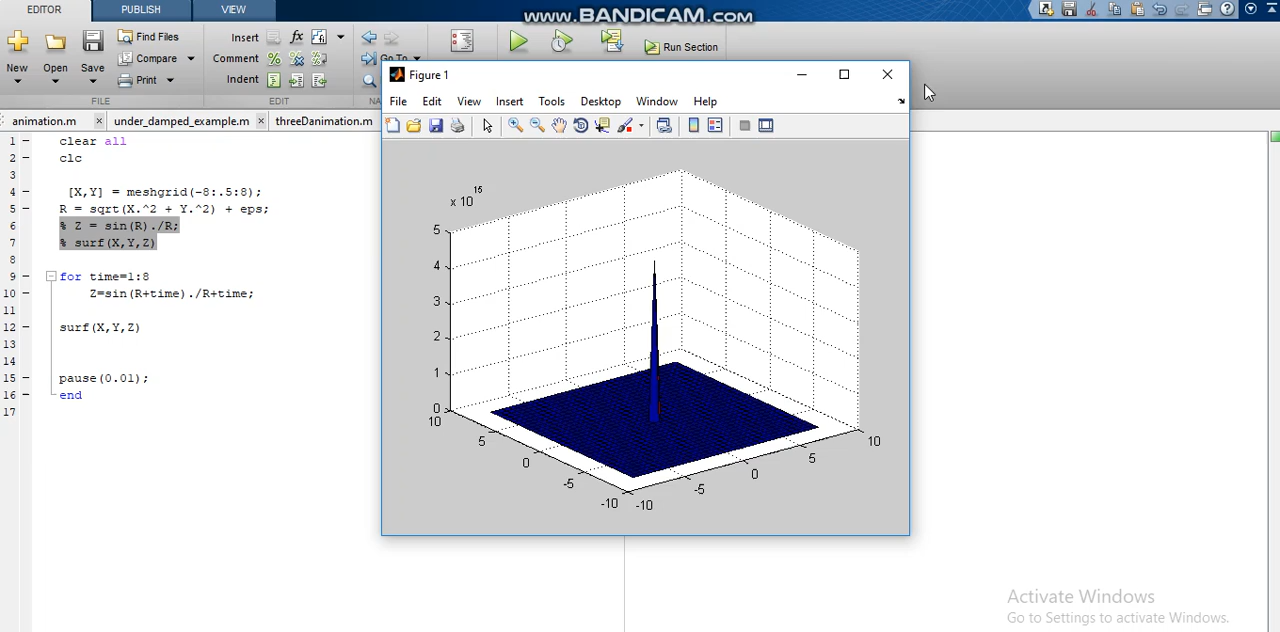 EDITOR PUBLISH VIEW
www.BANDICAM.com
New Open Save Find Files Compare Print FILE
Insert Comment Indent EDIT
Go To NA
Run Section
animation.m × under_damped_example.m × threeDanimation.m
1 clear all
2 clc
3
4 [X,Y] = meshgrid(-8:.5:8);
5 R = sqrt(X.^2 + Y.^2) + eps;
6 % Z = sin(R)./R;
7 % surf(X,Y,Z)
8
9 for time=1:8
10 Z=sin(R+time)./R+time;
11
12 surf(X,Y,Z)
13
14
15 pause(0.01);
16 end
17
Figure 1
File Edit View Insert Tools Desktop Window Help
x 10^15
5
4
3
2
1
0
10 5 0 -5 -10
-10 -5 0 5 10
Activate Windows
Go to Settings to activate Windows.